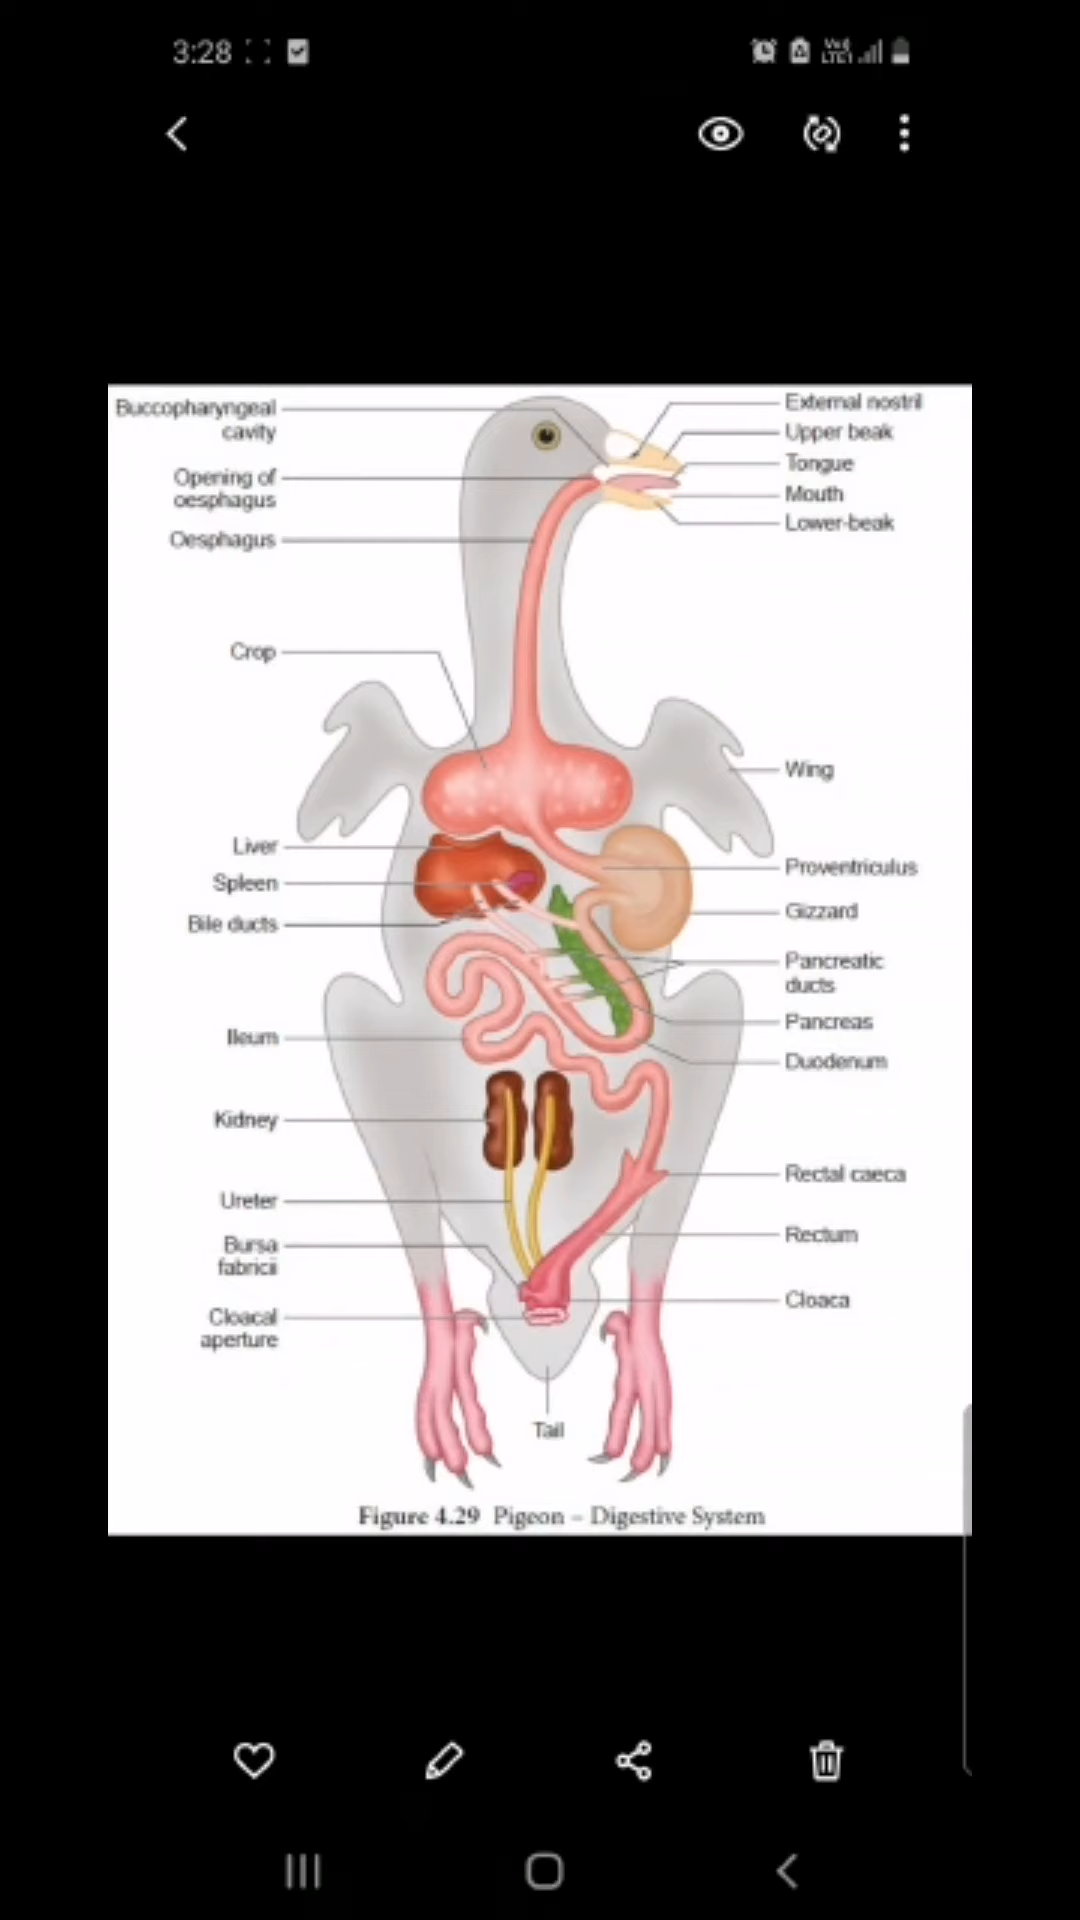 3:28
Buccopharyngeal
cavity
Opening of
oesphagus
Oesphagus
Crop
Liver
Spleen
Bile ducts
Ileum
Kidney
Ureter
Bursa
fabricii
Cloacal
aperture
External nostril
Upper beak
Tongue
Mouth
Lower-beak
Wing
Proventriculus
Gizzard
Pancreatic
ducts
Pancreas
Duodenum
Rectal caeca
Rectum
Cloaca
Tail
Figure 4.29 Pigeon – Digestive System